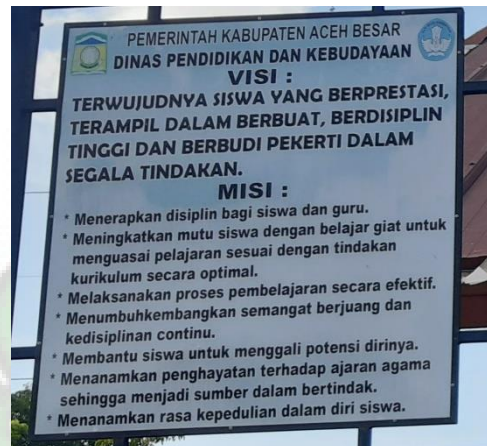 PEMERINTAH KABUPATEN ACEH BESAR
DINAS PENDIDIKAN DAN KEBUDAYAAN
VISI :
TERWUJUDNYA SISWA YANG BERPRESTASI,
TERAMPIL DALAM BERBUAT, BERDISIPLIN
TINGGI DAN BERBUDI PEKERTI DALAM
SEGALA TINDAKAN.
MISI :
* Menerapkan disiplin bagi siswa dan guru.
* Meningkatkan mutu siswa dengan belajar giat untuk
menguasai pelajaran sesuai dengan tindakan
kurikulum secara optimal.
* Melaksanakan proses pembelajaran secara efektif.
* Menumbuhkembangkan semangat berjuang dan
kedisiplinan continu.
* Membantu siswa untuk menggali potensi dirinya.
* Menanamkan penghayatan terhadap ajaran agama
sehingga menjadi sumber dalam bertindak.
* Menanamkan rasa kepedulian dalam diri siswa.